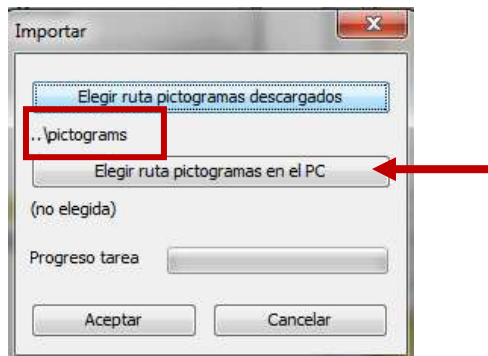 Importar
Elegir ruta pictogramas descargados
..\pictograms
Elegir ruta pictogramas en el PC
(no elegida)
Progreso tarea
Aceptar Cancelar